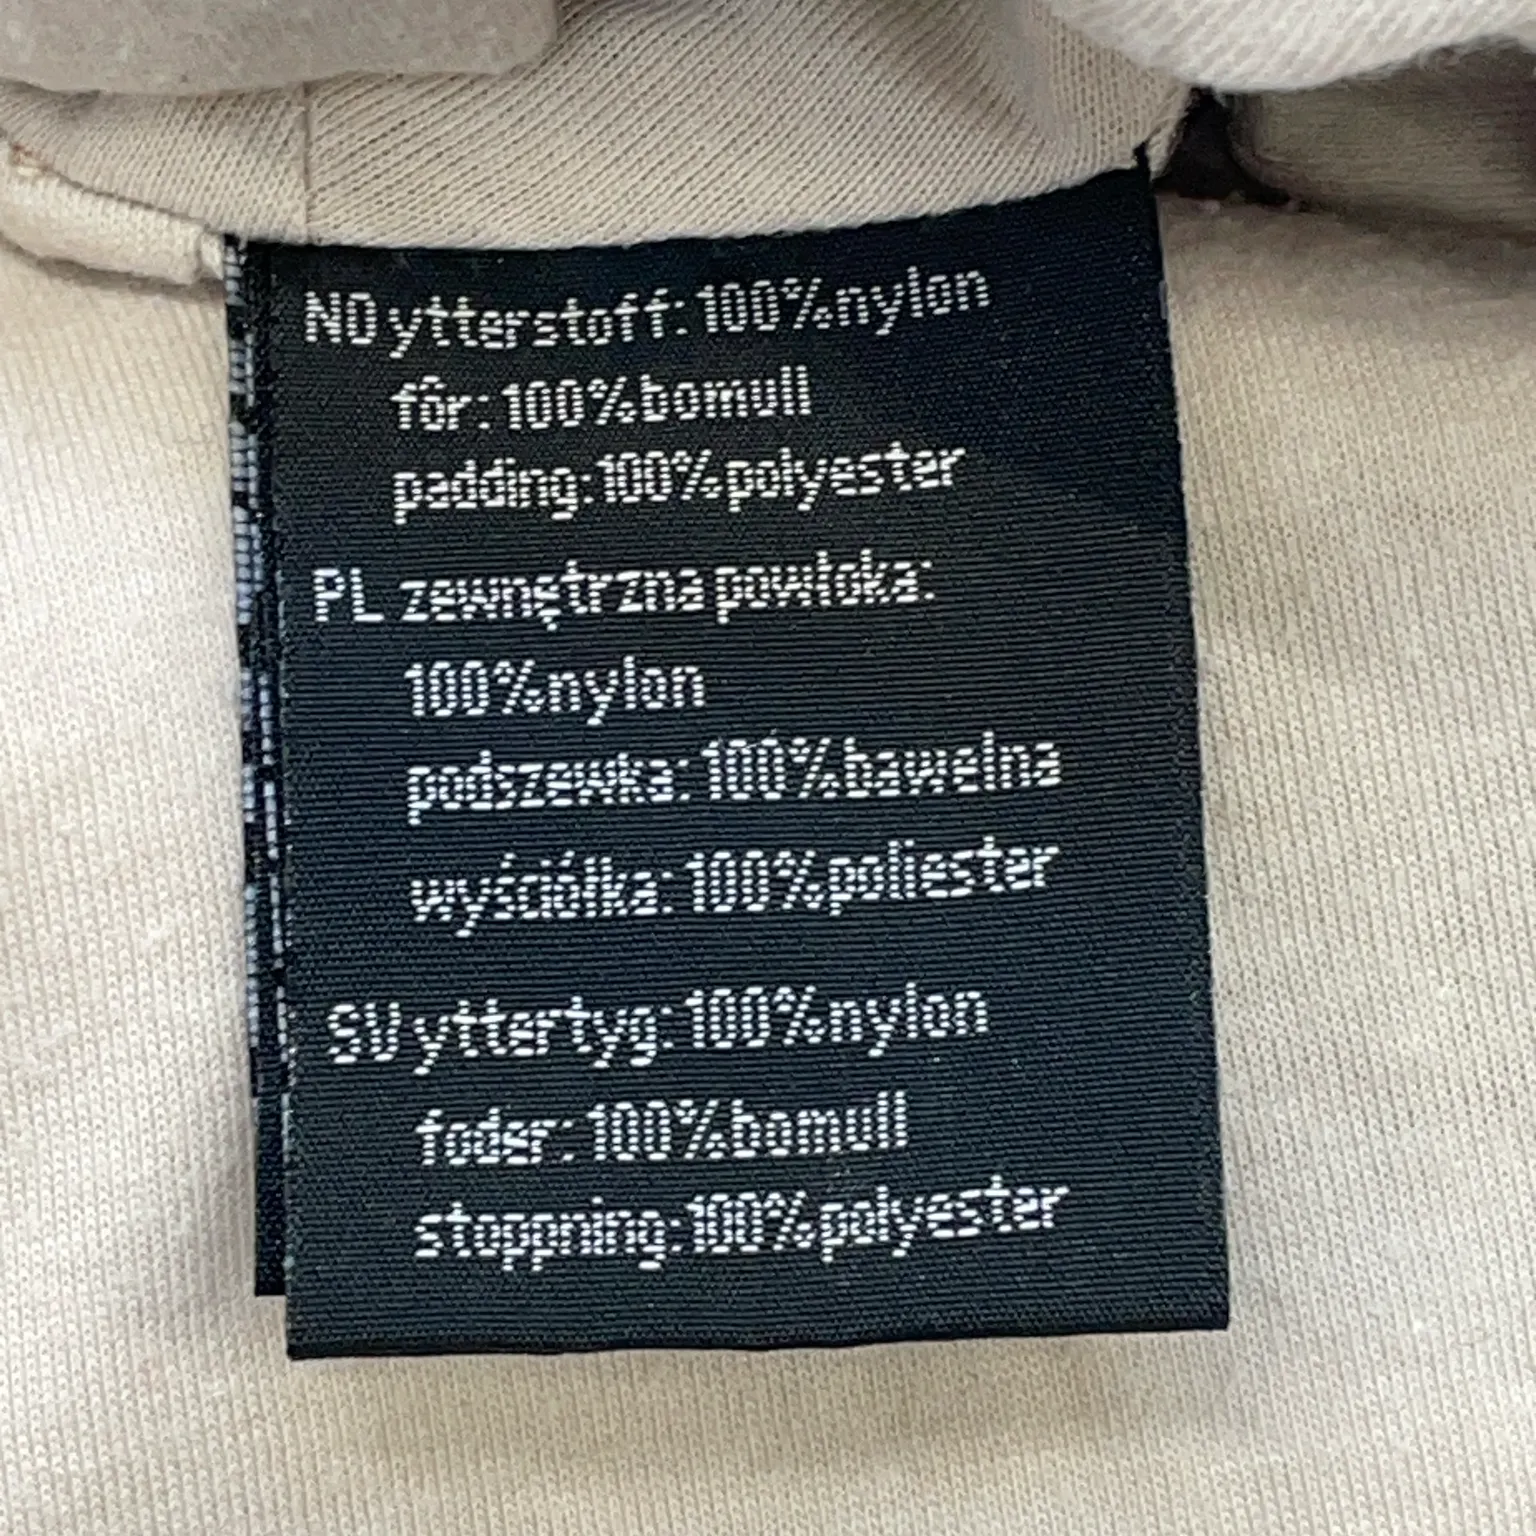 NO ytterstoff: 100% nylon
fôr: 100% bomull
padding: 100% polyester
PL zewnętrzna powłoka:
100% nylon
podszewka: 100% bawełna
wyściółka: 100% poliester
SV yttertyg: 100% nylon
foder: 100% bomull
stoppning: 100% polyester